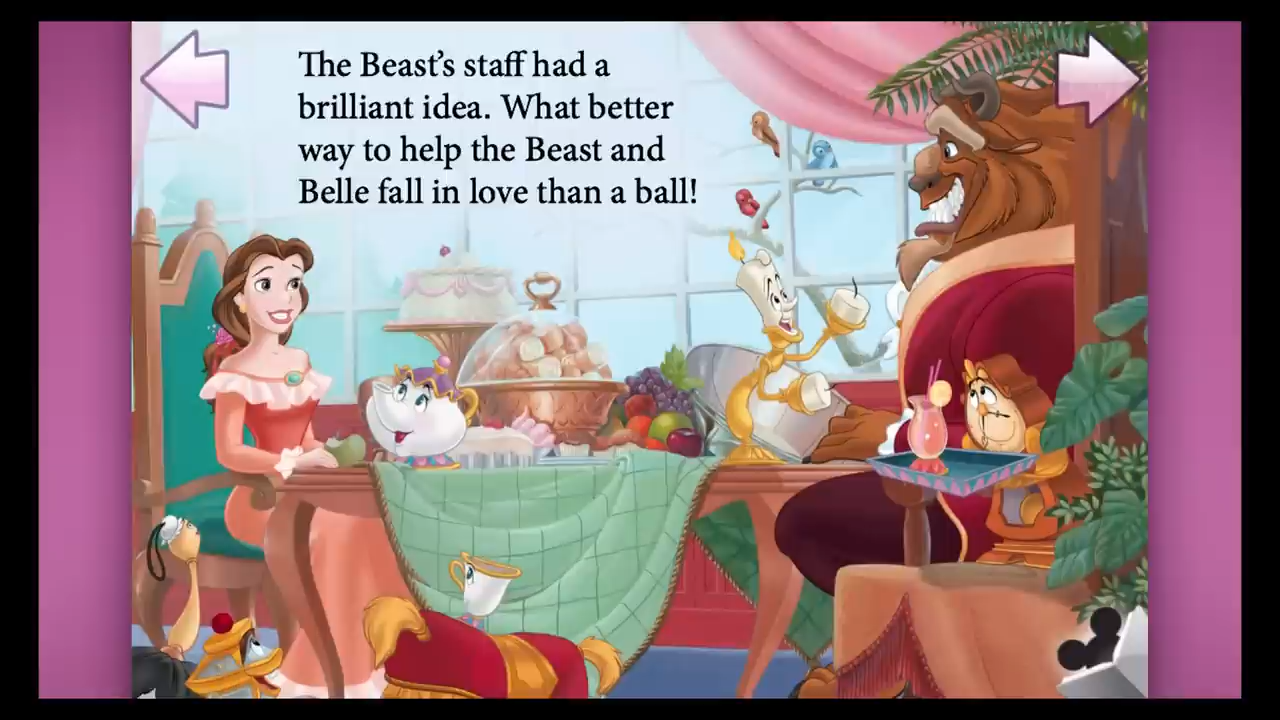 The Beast’s staff had a
brilliant idea. What better
way to help the Beast and
Belle fall in love than a ball!